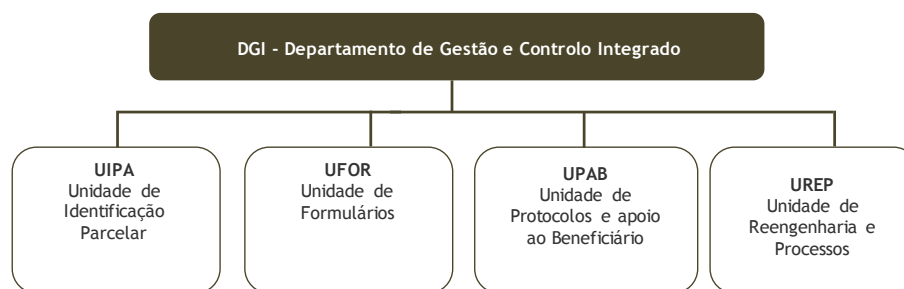 DGI - Departamento de Gestão e Controlo Integrado
UIPA
Unidade de
Identificação
Parcelar
UFOR
Unidade de
Formulários
UPAB
Unidade de
Protocolos e apoio
ao Beneficiário
UREP
Unidade de
Reengenharia e
Processos